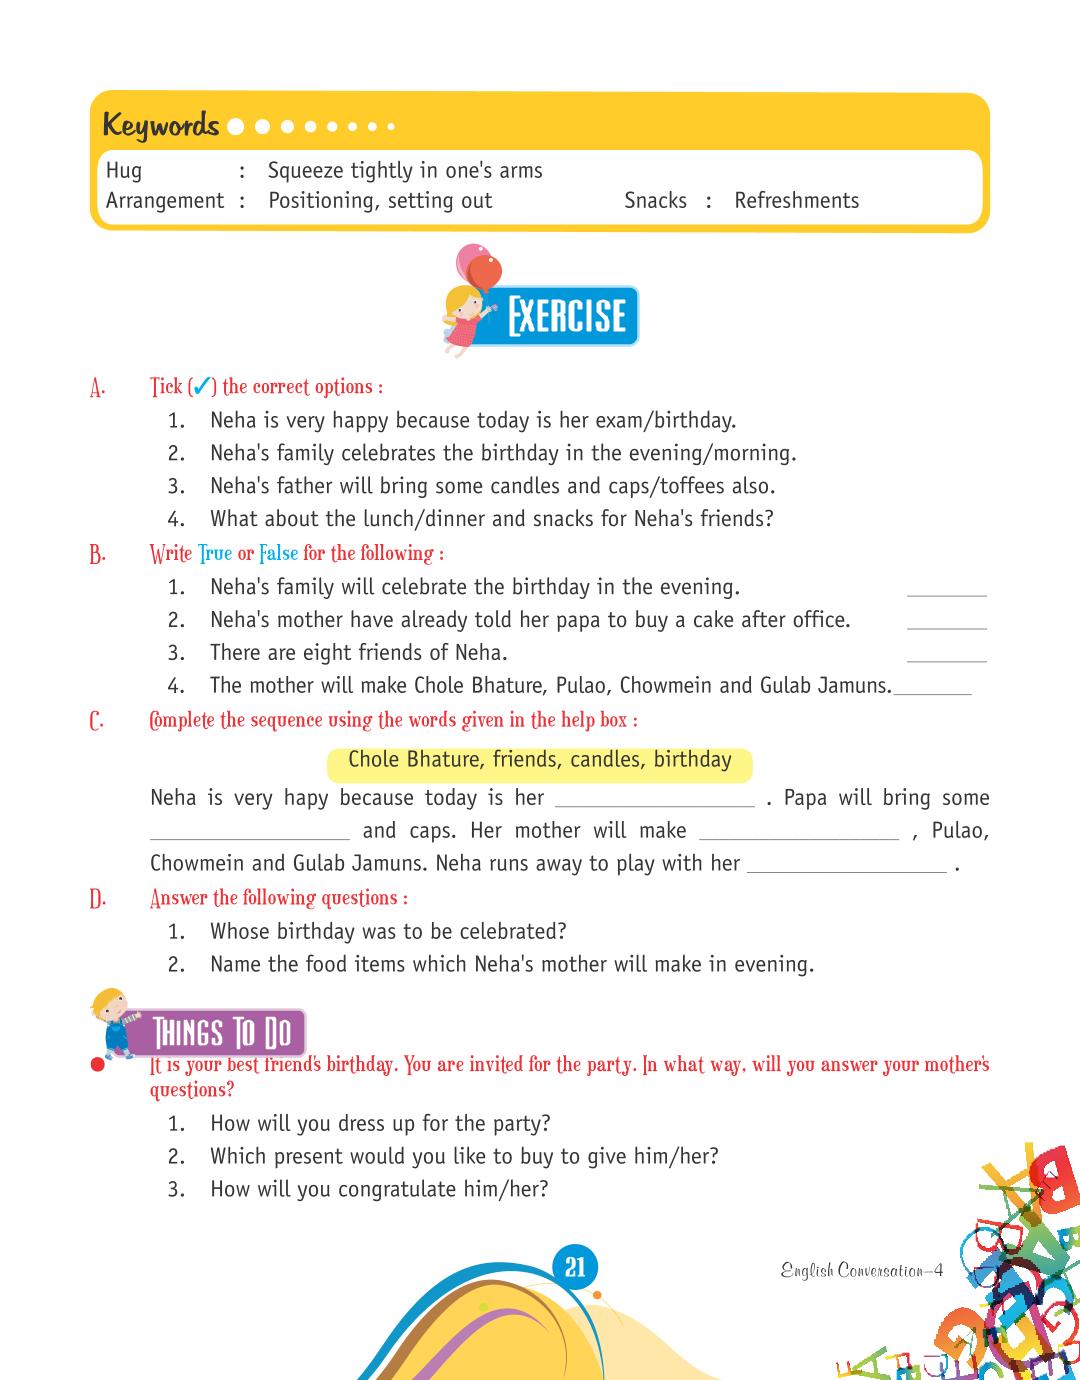 Keywords
Hug : Squeeze tightly in one's arms
Arrangement : Positioning, setting out Snacks : Refreshments
EXERCISE
A. Tick (✓) the correct options :
1. Neha is very happy because today is her exam/birthday.
2. Neha's family celebrates the birthday in the evening/morning.
3. Neha's father will bring some candles and caps/toffees also.
4. What about the lunch/dinner and snacks for Neha's friends?
B. Write True or False for the following :
1. Neha's family will celebrate the birthday in the evening. ________
2. Neha's mother have already told her papa to buy a cake after office. ________
3. There are eight friends of Neha. ________
4. The mother will make Chole Bhature, Pulao, Chowmein and Gulab Jamuns.________
C. Complete the sequence using the words given in the help box :
Chole Bhature, friends, candles, birthday
Neha is very hapy because today is her ____________________ . Papa will bring some
____________________ and caps. Her mother will make ____________________ , Pulao,
Chowmein and Gulab Jamuns. Neha runs away to play with her ____________________ .
D. Answer the following questions :
1. Whose birthday was to be celebrated?
2. Name the food items which Neha's mother will make in evening.
THINGS TO DO
● It is your best friend's birthday. You are invited for the party. In what way, will you answer your mother's
questions?
1. How will you dress up for the party?
2. Which present would you like to buy to give him/her?
3. How will you congratulate him/her?
21
English Conversation–4